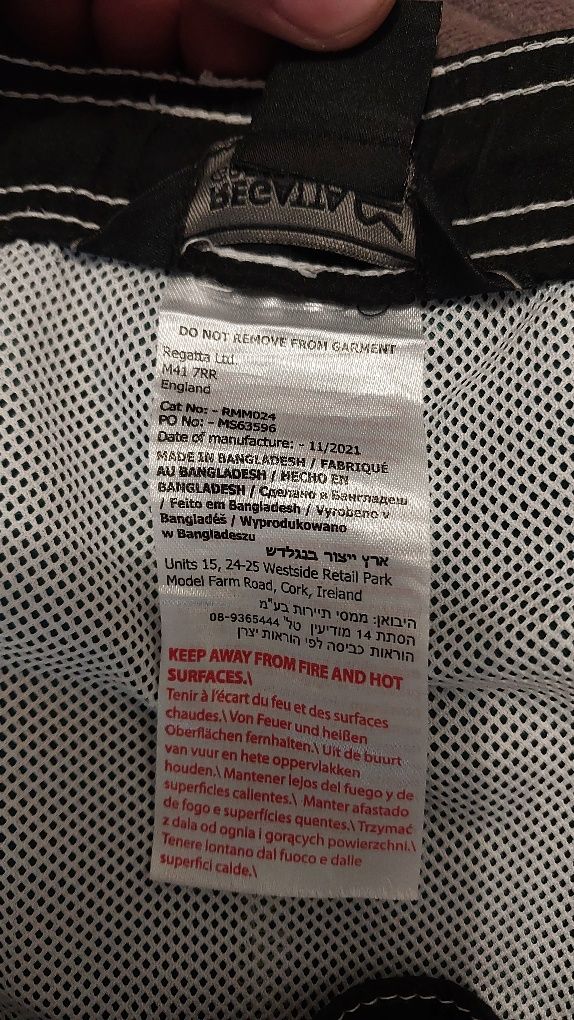 REGATTA
DO NOT REMOVE FROM GARMENT
Regatta Ltd.
M41 7RR
England
Cat No: - RMM024
PO No: - MS63596
Date of manufacture: - 11/2021
MADE IN BANGLADESH / FABRIQUÉ
AU BANGLADESH / HECHO EN
BANGLADESH / Сделано в Бангладеш
/ Feito em Bangladesh / Vyrobeno v
Bangladéš / Wyprodukowano
w Bangladeszu
ארץ ייצור בנגלדש
Units 15, 24-25 Westside Retail Park
Model Farm Road, Cork, Ireland
היבואן: ממסי תיירות בע"מ
הסתת 14 מודיעין טל' 08-9365444
הוראות כביסה לפי הוראות יצרן
KEEP AWAY FROM FIRE AND HOT
SURFACES.\
Tenir à l'écart du feu et des surfaces
chaudes.\ Von Feuer und heißen
Oberflächen fernhalten.\ Uit de buurt
van vuur en hete oppervlakken
houden.\ Mantener lejos del fuego y de
superficies calientes.\ Manter afastado
de fogo e superfícies quentes.\ Trzymać
z dala od ognia i gorących powierzchni.\
Tenere lontano dal fuoco e dalle
superfici calde.\